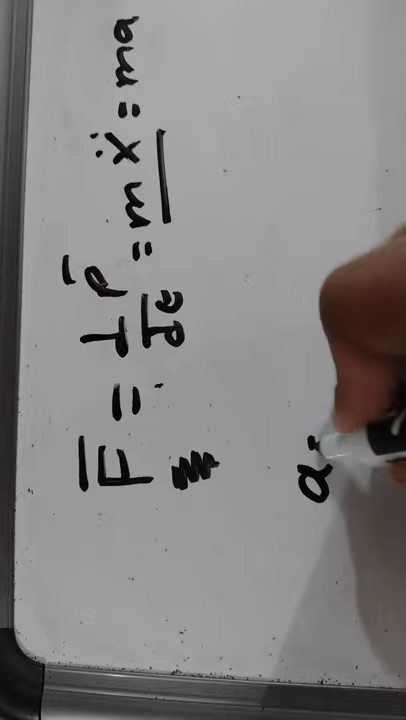 F̄ = dp̄/dt = mẍ = ma
a =